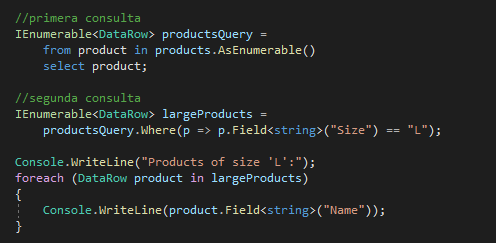 //primera consulta
IEnumerable<DataRow> productsQuery =
    from product in products.AsEnumerable()
    select product;

//segunda consulta
IEnumerable<DataRow> largeProducts =
    productsQuery.Where(p => p.Field<string>("Size") == "L");

Console.WriteLine("Products of size 'L':");
foreach (DataRow product in largeProducts)
{
    Console.WriteLine(product.Field<string>("Name"));
}